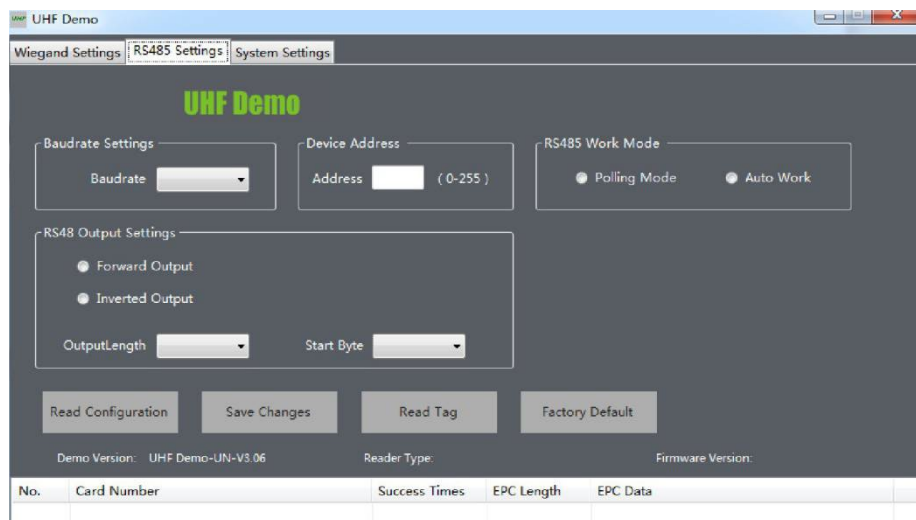 UHF UHF Demo
Wiegand Settings RS485 Settings System Settings
UHF Demo
Baudrate Settings Device Address RS485 Work Mode
Baudrate Address ( 0-255 ) Polling Mode Auto Work
RS48 Output Settings
Forward Output
Inverted Output
OutputLength Start Byte
Read Configuration Save Changes Read Tag Factory Default
Demo Version: UHF Demo-UN-V3.06 Reader Type: Firmware Version:
No. Card Number Success Times EPC Length EPC Data